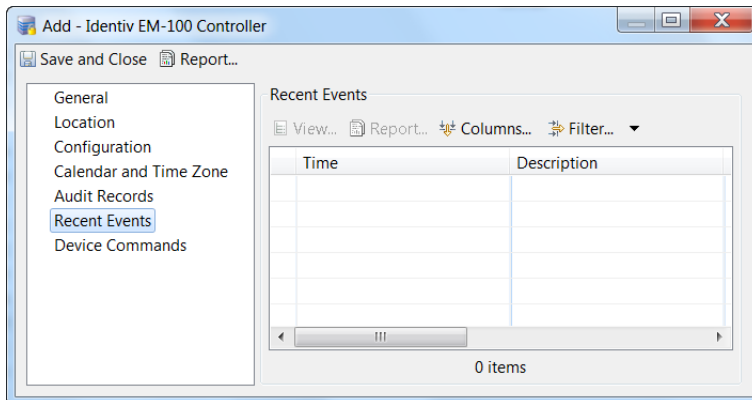 Add - Identiv EM-100 Controller
Save and Close Report...
General
Location
Configuration
Calendar and Time Zone
Audit Records
Recent Events
Device Commands
Recent Events
View... Report... Columns... Filter...
Time Description
0 items